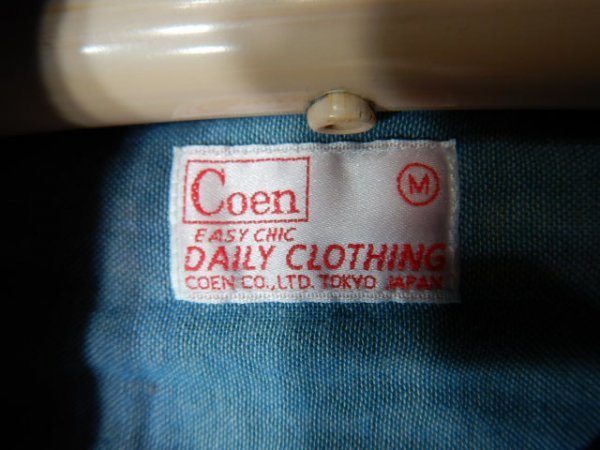 Coen
M
EASY CHIC
DAILY CLOTHING
COEN CO.,LTD. TOKYO JAPAN